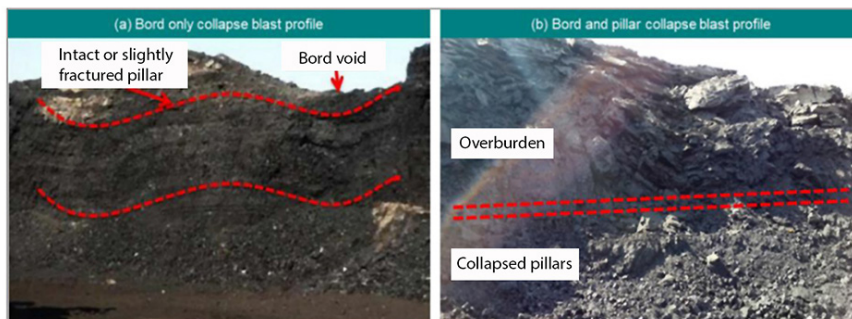 (a) Bord only collapse blast profile
Intact or slightly
fractured pillar
Bord void
(b) Bord and pillar collapse blast profile
Overburden
Collapsed pillars